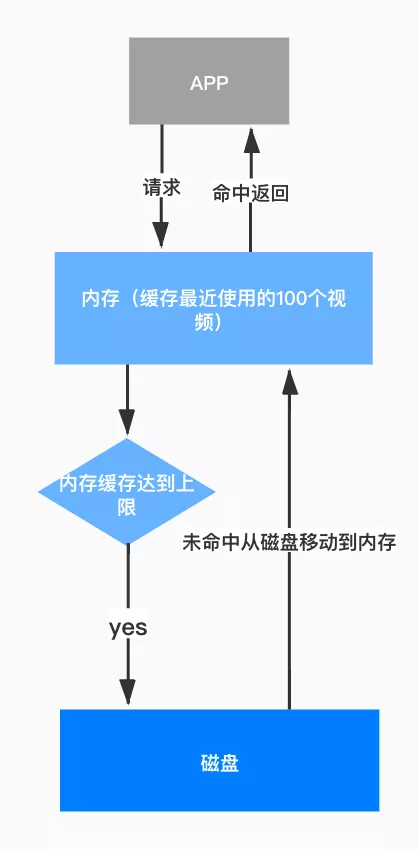 APP
请求
命中返回
内存（缓存最近使用的100个视
频）
内存缓存达到上
限
未命中从磁盘移动到内存
yes
磁盘